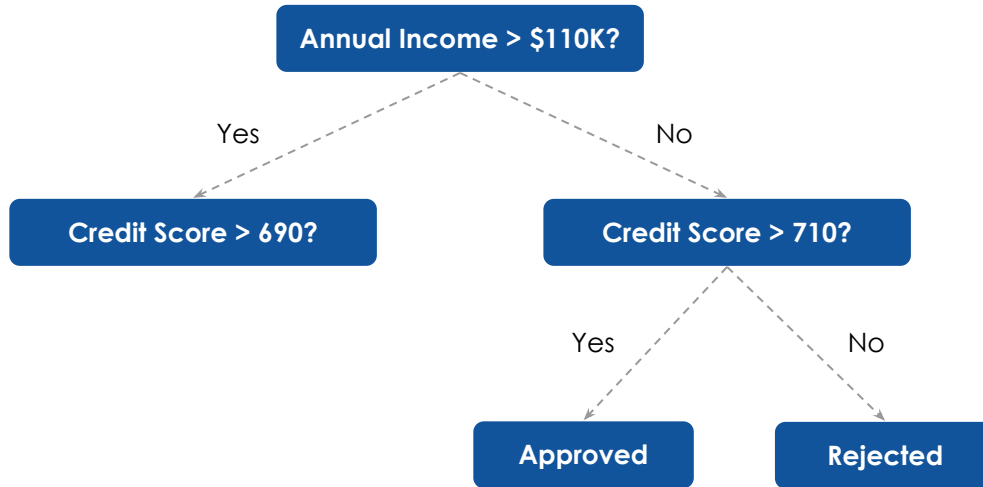 Annual Income > $110K?
Yes
No
Credit Score > 690?
Credit Score > 710?
Yes
No
Approved
Rejected